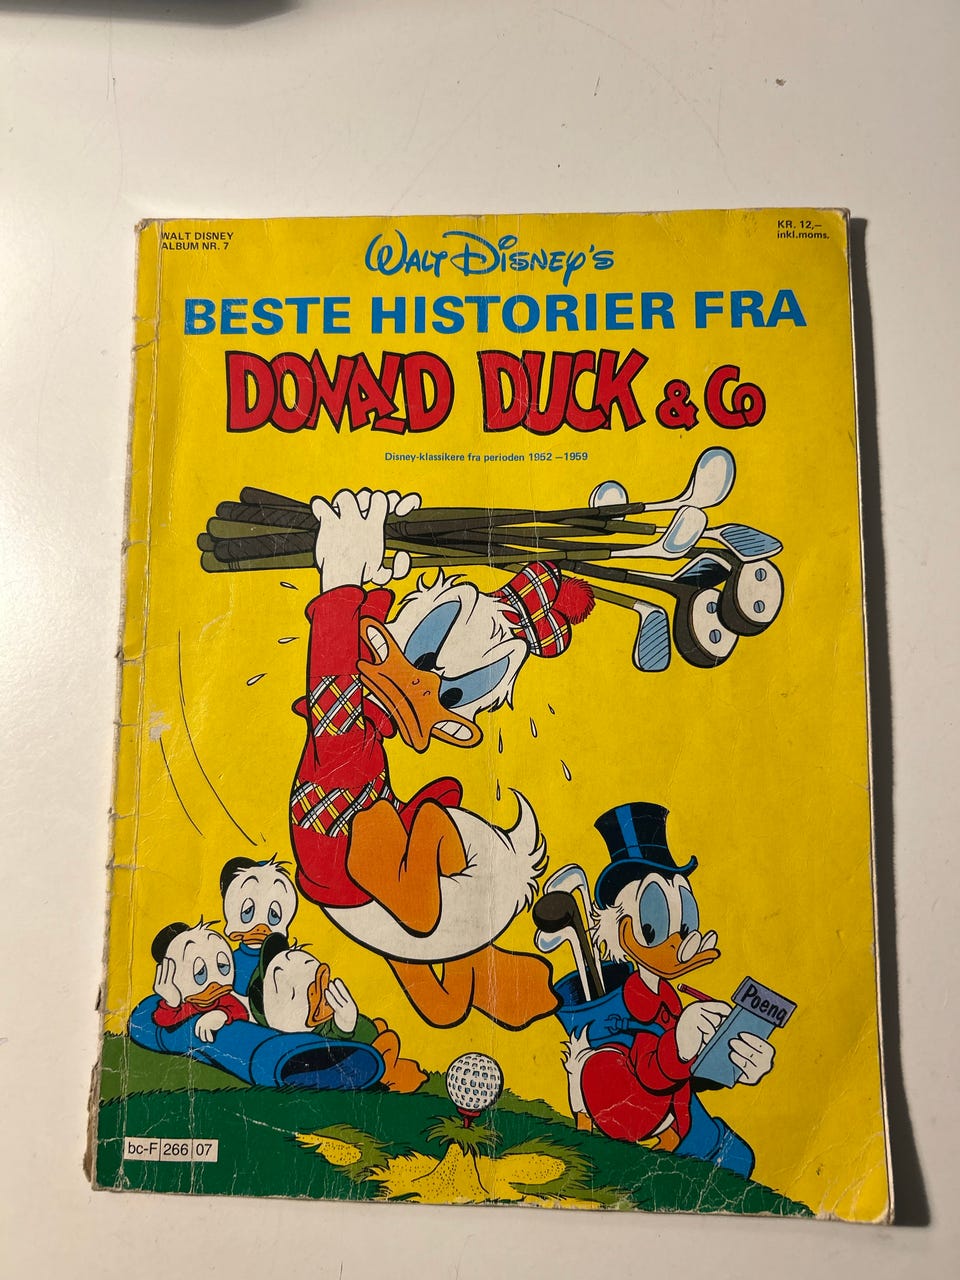 WALT DISNEY
ALBUM NR. 7
KR. 12,–
inkl.moms.
WALT DISNEY'S
BESTE HISTORIER FRA
DONALD DUCK & Co
Disney-klassikere fra perioden 1952–1959
Poeng
bc-F 266 07